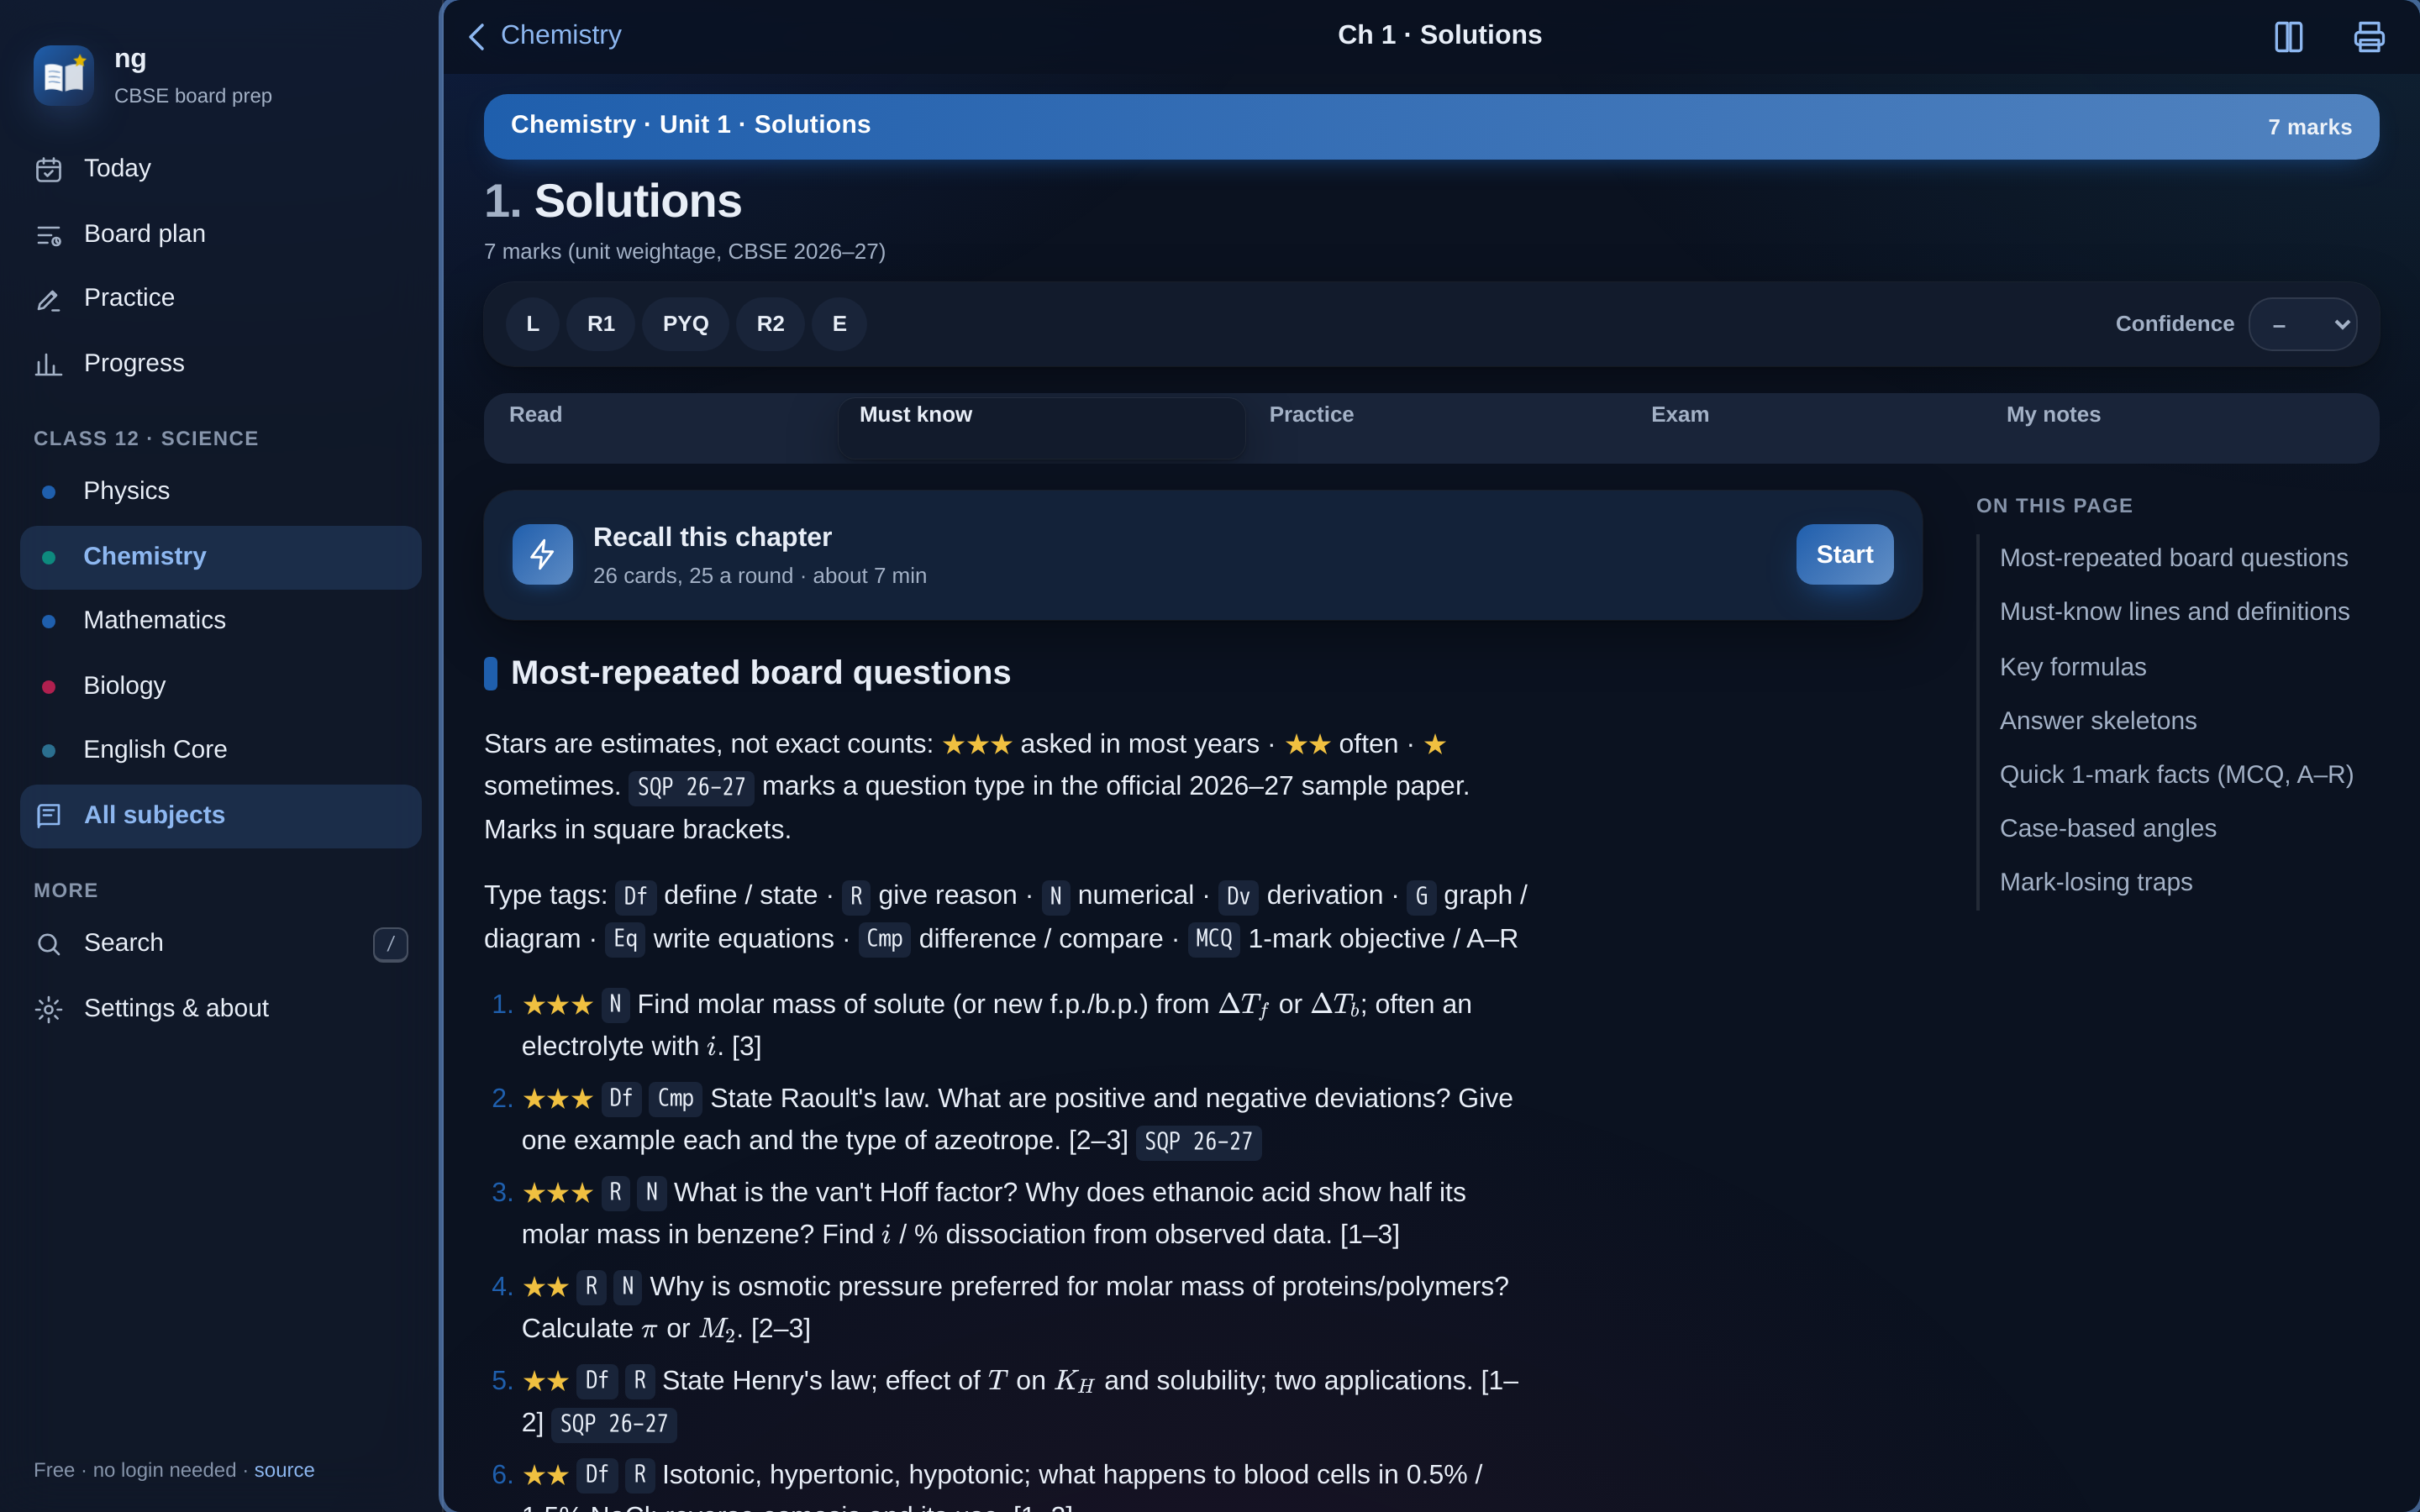 ng
CBSE board prep
Today
Board plan
Practice
Progress
CLASS 12 · SCIENCE
Physics
Chemistry
Mathematics
Biology
English Core
All subjects
MORE
Search /
Settings & about
Free · no login needed · source
Chemistry
Ch 1 · Solutions
Chemistry · Unit 1 · Solutions 7 marks
1. Solutions
7 marks (unit weightage, CBSE 2026–27)
L R1 PYQ R2 E Confidence –
Read Must know Practice Exam My notes
Recall this chapter
26 cards, 25 a round · about 7 min
Start
Most-repeated board questions
Stars are estimates, not exact counts: ★★★ asked in most years · ★★ often · ★
sometimes. SQP 26–27 marks a question type in the official 2026–27 sample paper.
Marks in square brackets.
Type tags: Df define / state · R give reason · N numerical · Dv derivation · G graph /
diagram · Eq write equations · Cmp difference / compare · MCQ 1-mark objective / A–R
1. ★★★ N Find molar mass of solute (or new f.p./b.p.) from ΔT_f or ΔT_b; often an
electrolyte with i. [3]
2. ★★★ Df Cmp State Raoult's law. What are positive and negative deviations? Give
one example each and the type of azeotrope. [2–3] SQP 26–27
3. ★★★ R N What is the van't Hoff factor? Why does ethanoic acid show half its
molar mass in benzene? Find i / % dissociation from observed data. [1–3]
4. ★★ R N Why is osmotic pressure preferred for molar mass of proteins/polymers?
Calculate π or M₂. [2–3]
5. ★★ Df R State Henry's law; effect of T on K_H and solubility; two applications. [1–
2] SQP 26–27
6. ★★ Df R Isotonic, hypertonic, hypotonic; what happens to blood cells in 0.5% /
ON THIS PAGE
Most-repeated board questions
Must-know lines and definitions
Key formulas
Answer skeletons
Quick 1-mark facts (MCQ, A–R)
Case-based angles
Mark-losing traps